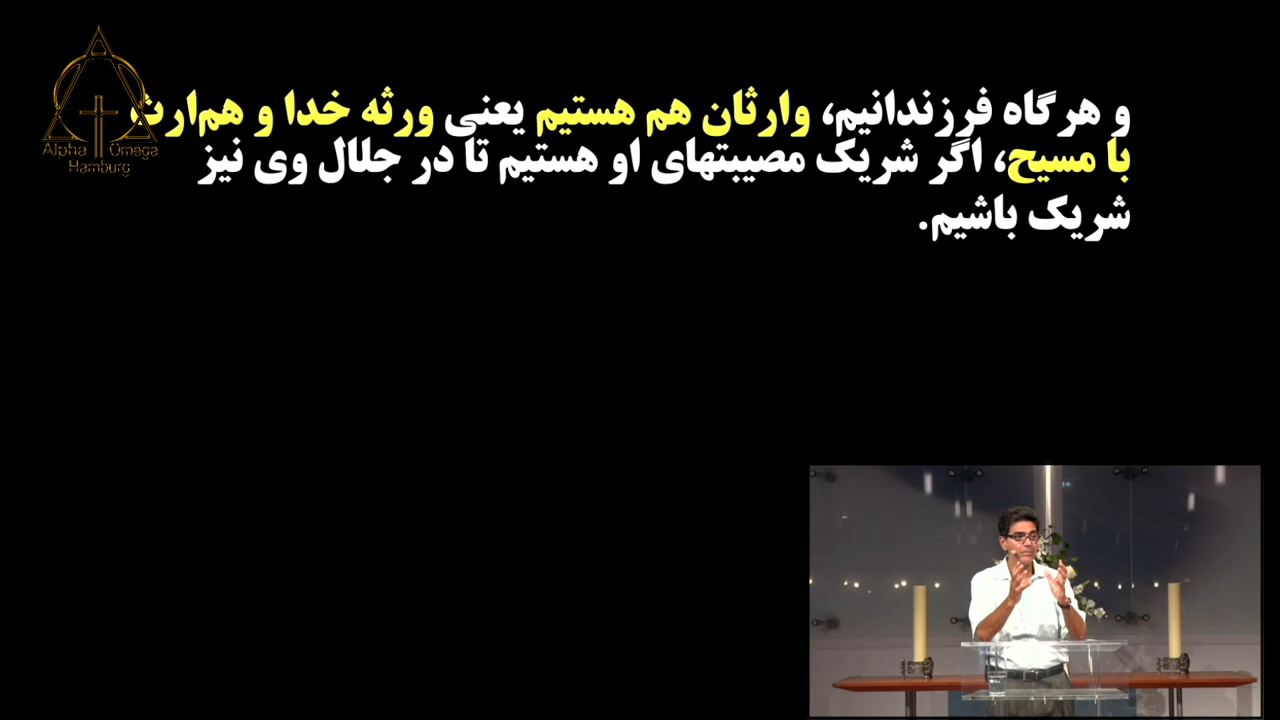 و هرگاه فرزندانیم، وارثان هم هستیم یعنی ورثه خدا و هم‌ارث
با مسیح، اگر شریک مصیبتهای او هستیم تا در جلال وی نیز
شریک باشیم.
Alpha Omega
Hamburg